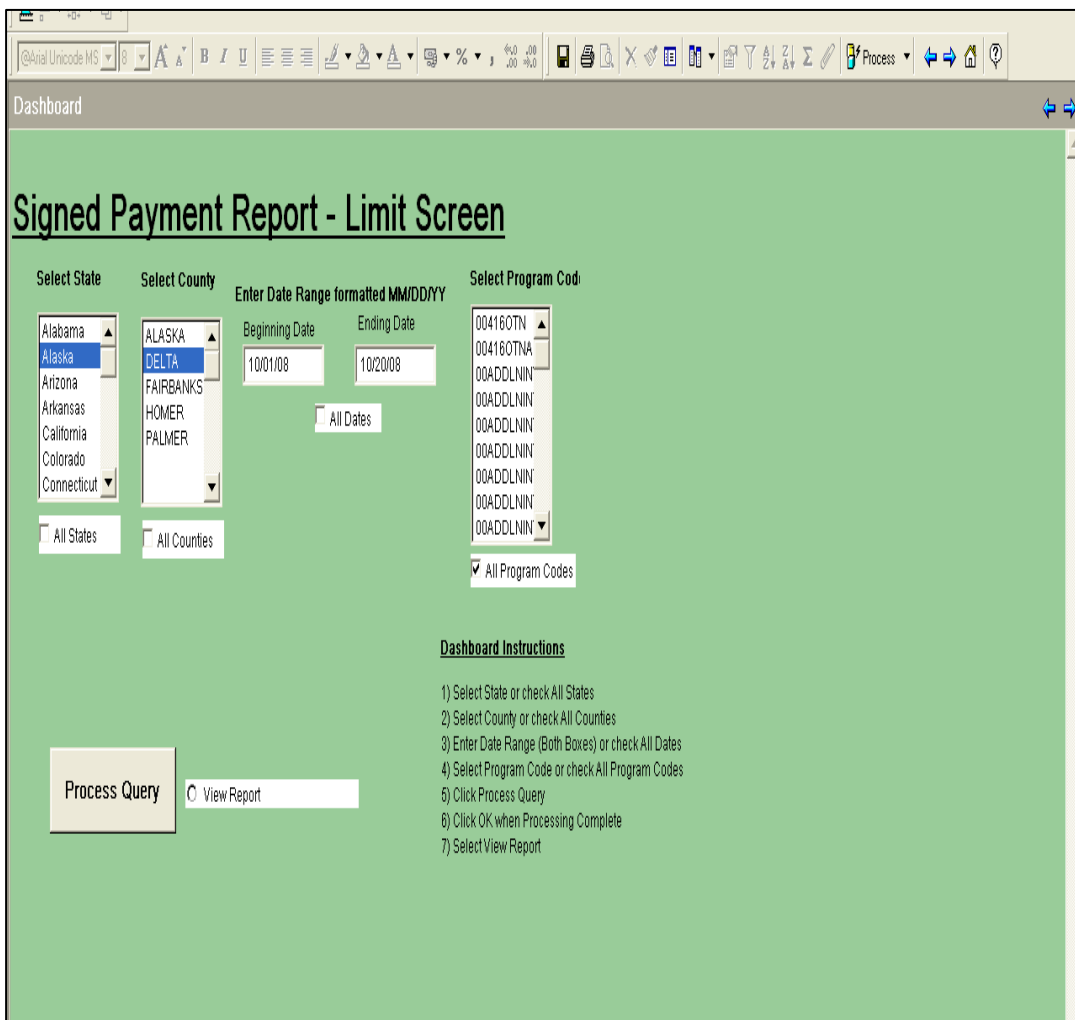 @Arial Unicode MS 8 A A B I U A % , .00 .00 Process
Dashboard
Signed Payment Report - Limit Screen
Select State
Select County
Enter Date Range formatted MM/DD/YY
Select Program Cod
Alabama
Alaska
Arizona
Arkansas
California
Colorado
Connecticut
All States
ALASKA
DELTA
FAIRBANKS
HOMER
PALMER
All Counties
Beginning Date
Ending Date
10/01/08
10/20/08
All Dates
00416OTN
00416OTNA
00ADDLNIN
00ADDLNIN
00ADDLNIN
00ADDLNIN
00ADDLNIN
00ADDLNIN
00ADDLNIN
All Program Codes
Dashboard Instructions
1) Select State or check All States
2) Select County or check All Counties
3) Enter Date Range (Both Boxes) or check All Dates
4) Select Program Code or check All Program Codes
5) Click Process Query
6) Click OK when Processing Complete
7) Select View Report
Process Query
View Report